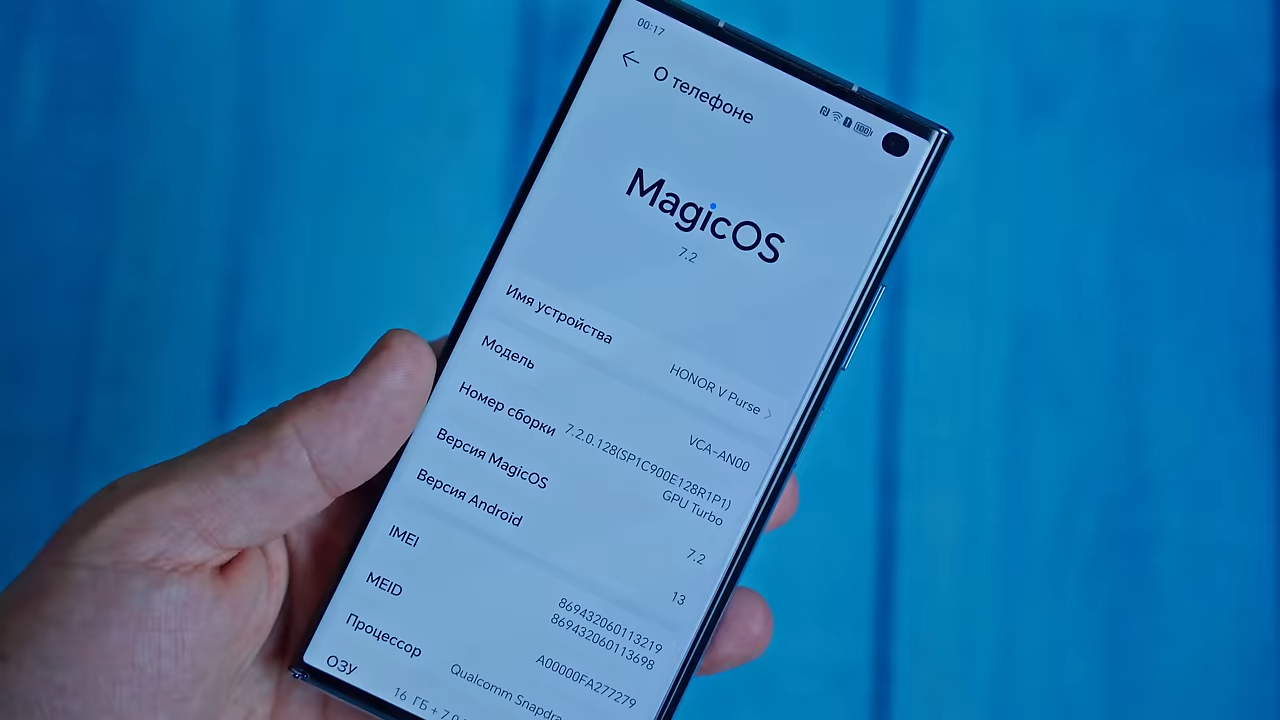 00:17
О телефоне
MagicOS
7.2
Имя устройства
HONOR V Purse
Модель
VCA-AN00
Номер сборки
7.2.0.128(SP1C900E128R1P1)
GPU Turbo
Версия MagicOS
7.2
Версия Android
13
IMEI
869432060113219
869432060113698
MEID
A00000FA277279
Процессор
Qualcomm
ОЗУ
16 ГБ +